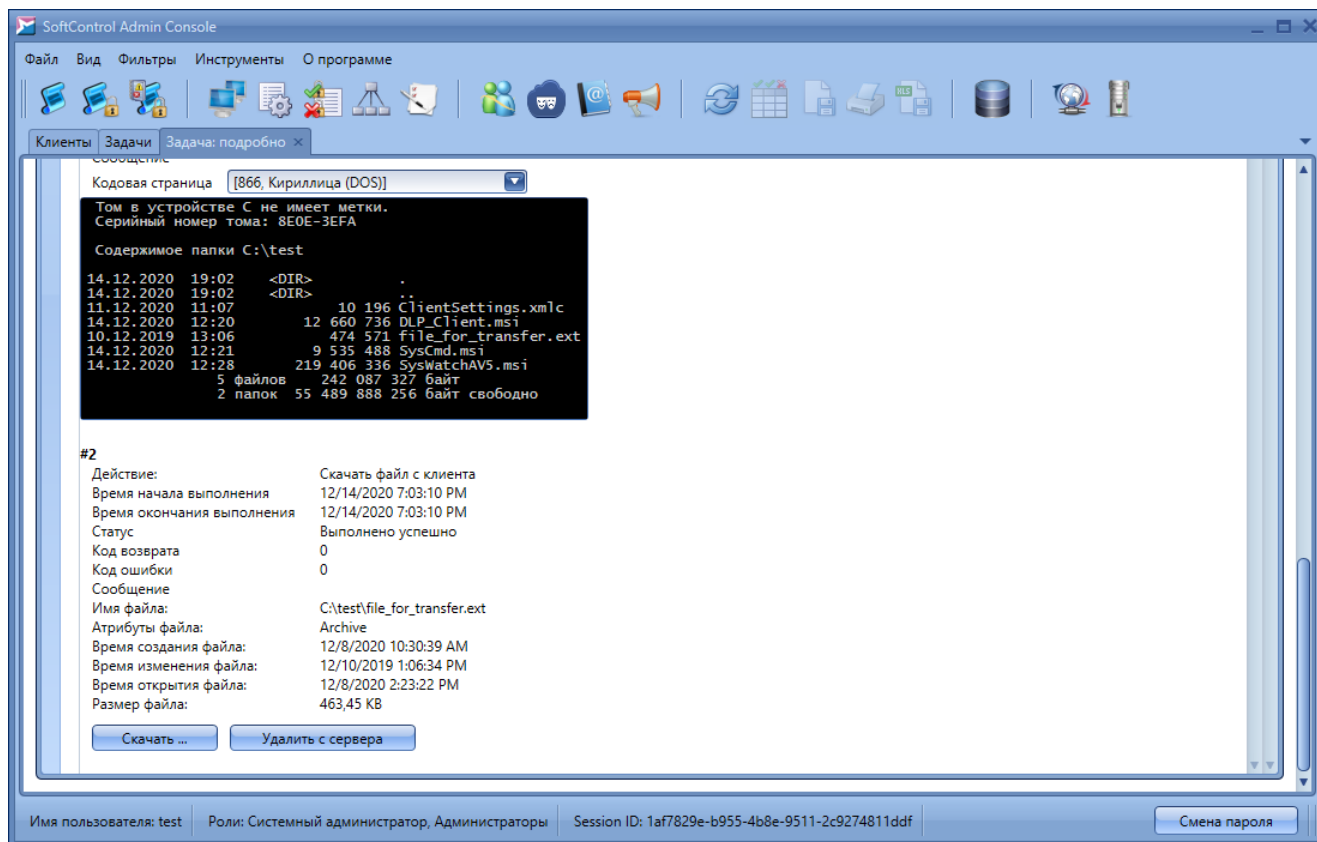 SoftControl Admin Console
Файл Вид Фильтры Инструменты О программе
Клиенты Задачи Задача: подробно ×
Сообщение
Кодовая страница [866, Кириллица (DOS)]
Том в устройстве C не имеет метки.
Серийный номер тома: 8E0E-3EFA
Содержимое папки C:\test
14.12.2020 19:02 <DIR> .
14.12.2020 19:02 <DIR> ..
11.12.2020 11:07 10 196 ClientSettings.xmlc
14.12.2020 12:20 12 660 736 DLP_Client.msi
10.12.2019 13:06 474 571 file_for_transfer.ext
14.12.2020 12:21 9 535 488 SysCmd.msi
14.12.2020 12:28 219 406 336 SysWatchAV5.msi
5 файлов 242 087 327 байт
2 папок 55 489 888 256 байт свободно
#2
Действие: Скачать файл с клиента
Время начала выполнения 12/14/2020 7:03:10 PM
Время окончания выполнения 12/14/2020 7:03:10 PM
Статус Выполнено успешно
Код возврата 0
Код ошибки 0
Сообщение
Имя файла: C:\test\file_for_transfer.ext
Атрибуты файла: Archive
Время создания файла: 12/8/2020 10:30:39 AM
Время изменения файла: 12/10/2019 1:06:34 PM
Время открытия файла: 12/8/2020 2:23:22 PM
Размер файла: 463,45 KB
Скачать ... Удалить с сервера
Имя пользователя: test Роли: Системный администратор, Администраторы Session ID: 1af7829e-b955-4b8e-9511-2c9274811ddf Смена пароля